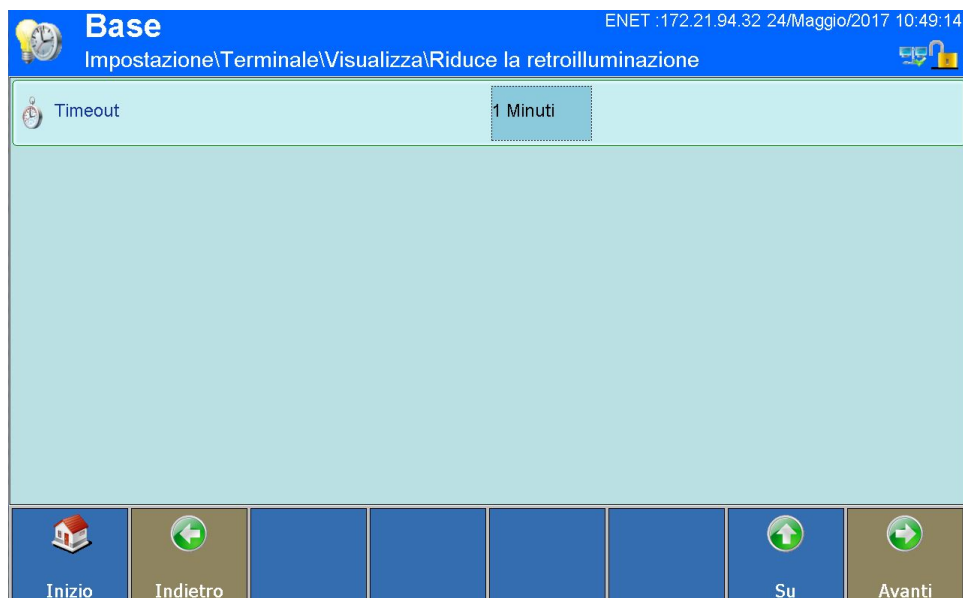 Base
ENET :172.21.94.32 24/Maggio/2017 10:49:14
Impostazione\Terminale\Visualizza\Riduce la retroilluminazione
Timeout 1 Minuti
Inizio Indietro Su Avanti